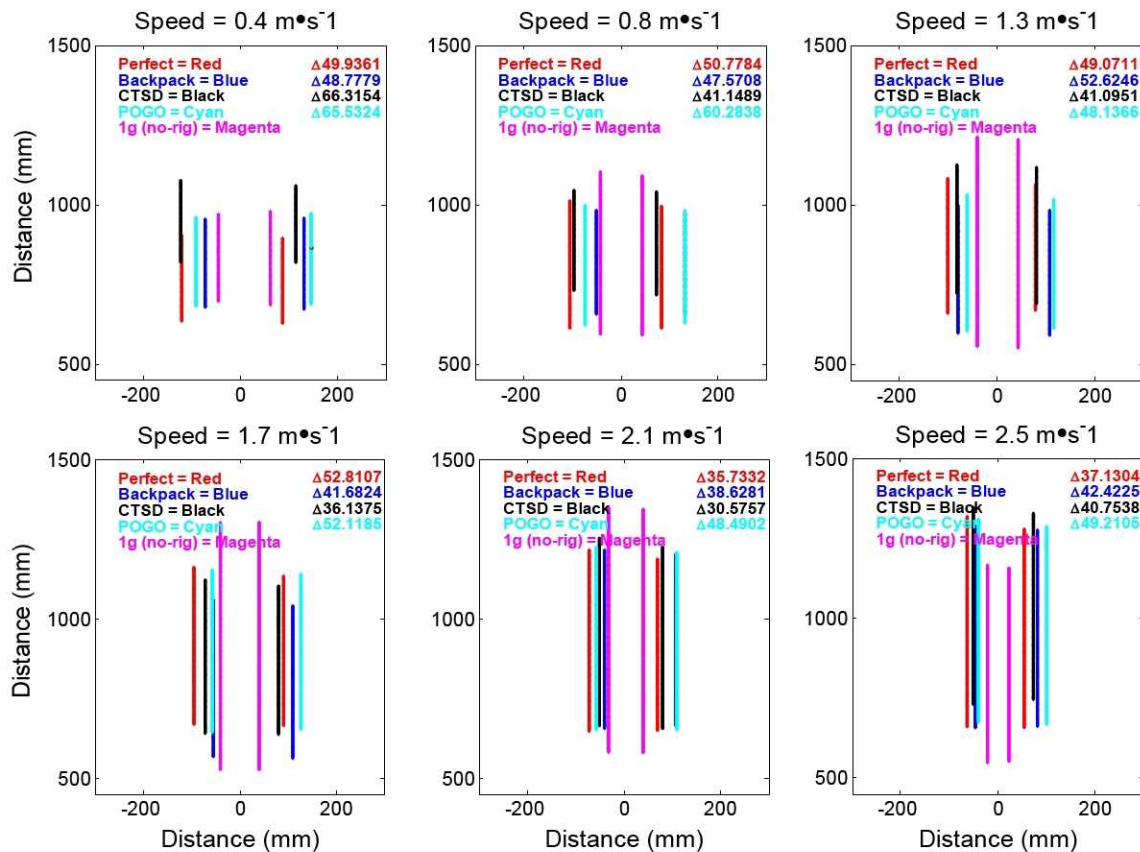 Speed = 0.4 m•s⁻1
Speed = 0.8 m•s⁻1
Speed = 1.3 m•s⁻1
1500
Perfect = Red Δ49.9361
Backpack = Blue Δ48.7779
CTSD = Black Δ66.3154
POGO = Cyan Δ65.5324
1g (no-rig) = Magenta
1000
500
-200 0 200
Distance (mm)
1500
Perfect = Red Δ50.7784
Backpack = Blue Δ47.5708
CTSD = Black Δ41.1489
POGO = Cyan Δ60.2838
1g (no-rig) = Magenta
1000
500
-200 0 200
1500
Perfect = Red Δ49.0711
Backpack = Blue Δ52.6246
CTSD = Black Δ41.0951
POGO = Cyan Δ48.1366
1g (no-rig) = Magenta
1000
500
-200 0 200
Speed = 1.7 m•s⁻1
Speed = 2.1 m•s⁻1
Speed = 2.5 m•s⁻1
1500
Perfect = Red Δ52.8107
Backpack = Blue Δ41.6824
CTSD = Black Δ36.1375
POGO = Cyan Δ52.1185
1g (no-rig) = Magenta
1000
500
-200 0 200
Distance (mm)
Distance (mm)
1500
Perfect = Red Δ35.7332
Backpack = Blue Δ38.6281
CTSD = Black Δ30.5757
POGO = Cyan Δ48.4902
1g (no-rig) = Magenta
1000
500
-200 0 200
Distance (mm)
1500
Perfect = Red Δ37.1304
Backpack = Blue Δ42.4225
CTSD = Black Δ40.7538
POGO = Cyan Δ49.2105
1g (no-rig) = Magenta
1000
500
-200 0 200
Distance (mm)